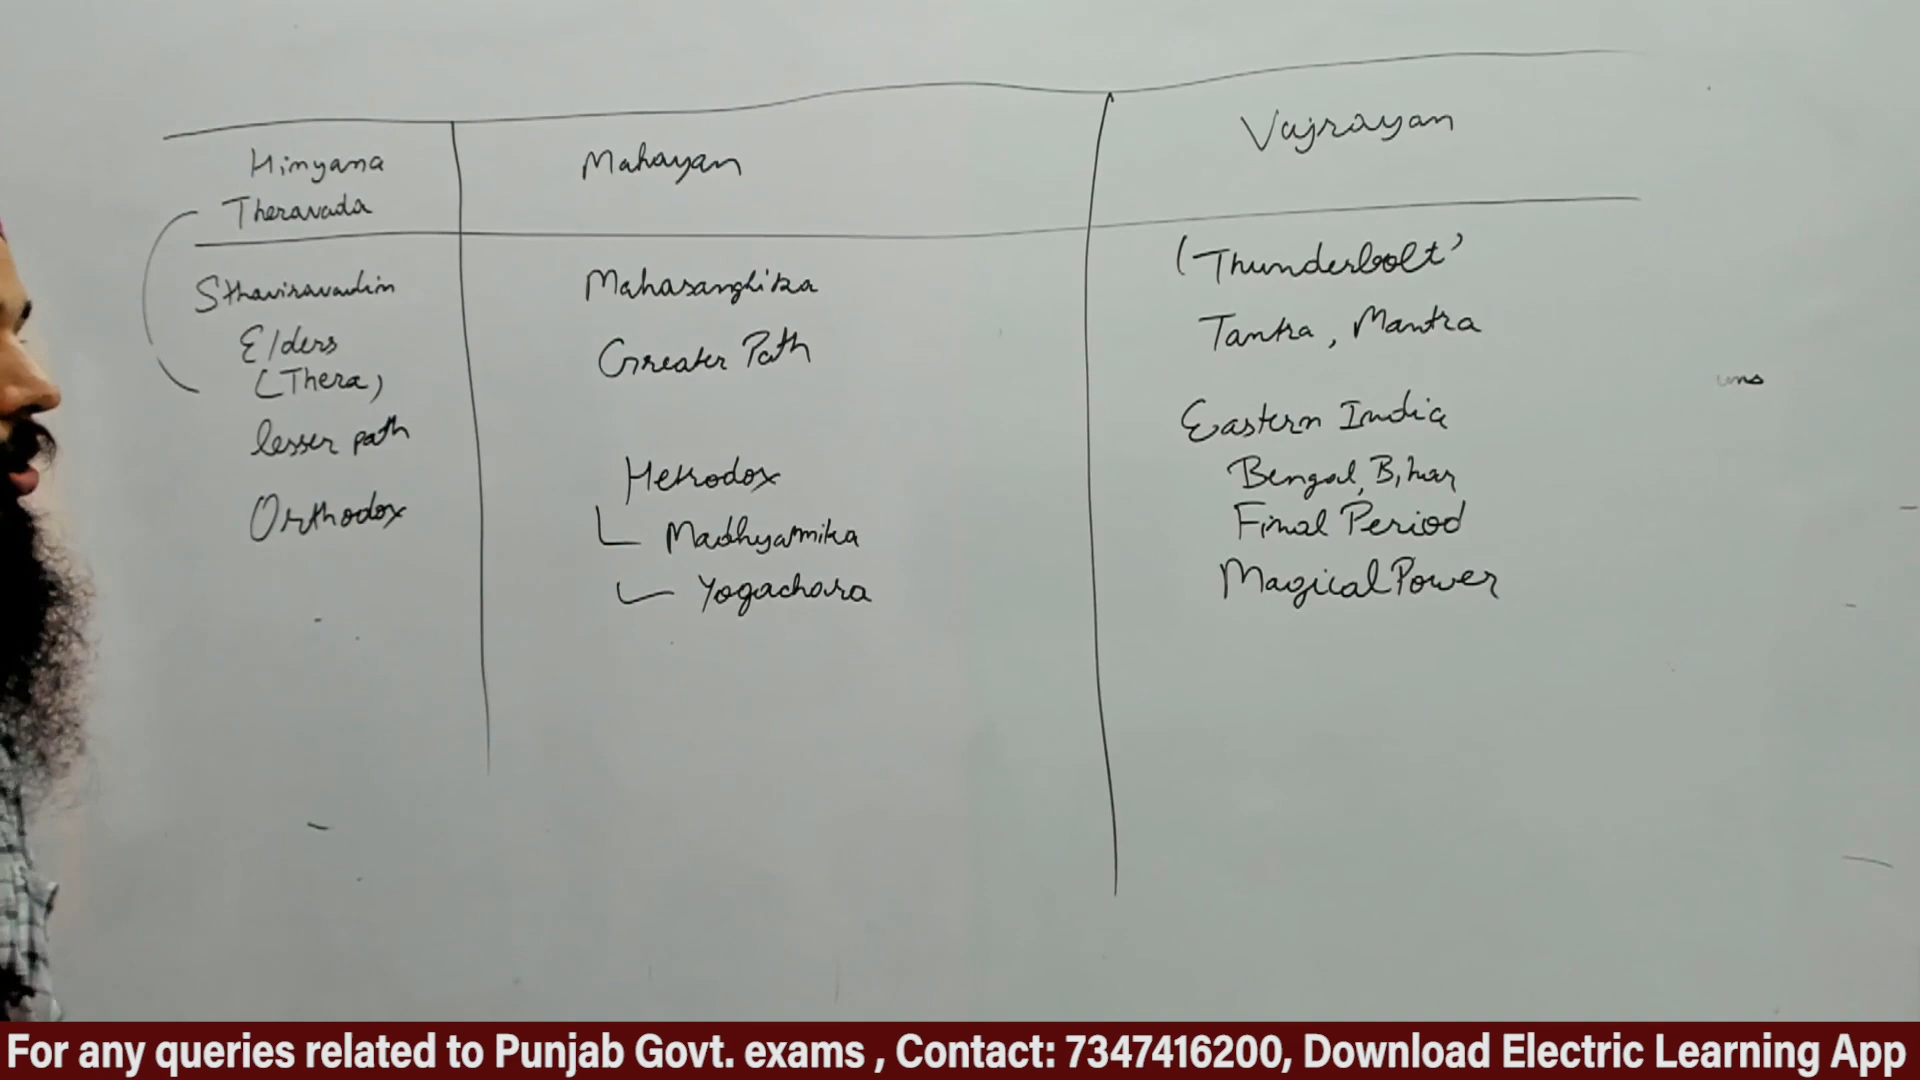 Hinyana
Theravada
Sthaviravadin
Elders
(Thera)
lesser path
Orthodox
Mahayan
Mahasanghika
Greater Path
Hetrodox
Madhyamika
Yogachara
Vajrayan
(Thunderbolt'
Tantra, Mantra
Eastern India
Bengal, Bihar
Final Period
Magical Power
For any queries related to Punjab Govt. exams , Contact: 7347416200, Download Electric Learning App